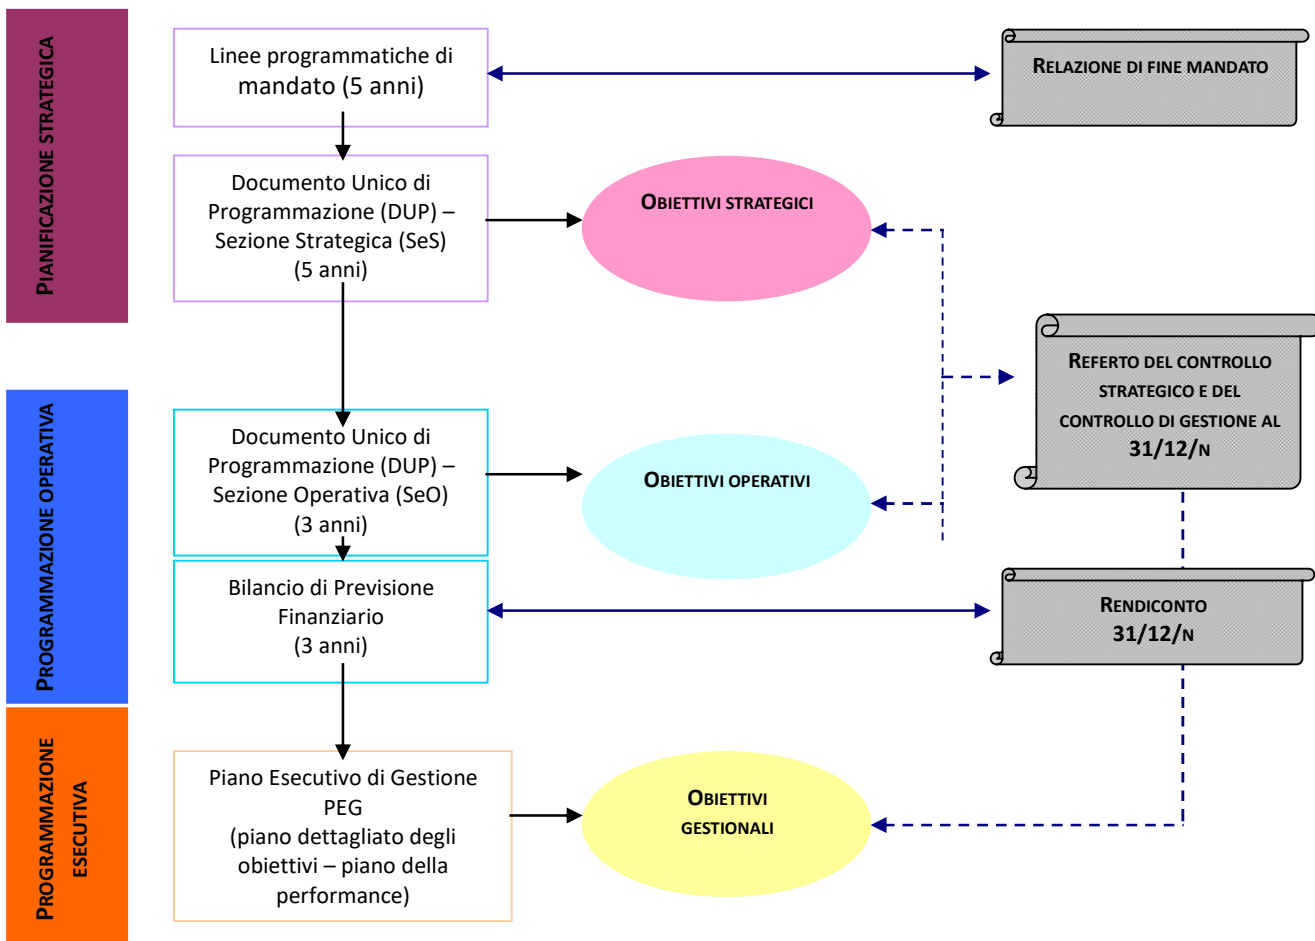 PIANIFICAZIONE STRATEGICA
Linee programmatiche di
mandato (5 anni)
RELAZIONE DI FINE MANDATO
Documento Unico di
Programmazione (DUP) –
Sezione Strategica (SeS)
(5 anni)
OBIETTIVI STRATEGICI
REFERTO DEL CONTROLLO
STRATEGICO E DEL
CONTROLLO DI GESTIONE AL
31/12/N
PROGRAMMAZIONE OPERATIVA
Documento Unico di
Programmazione (DUP) –
Sezione Operativa (SeO)
(3 anni)
OBIETTIVI OPERATIVI
Bilancio di Previsione
Finanziario
(3 anni)
RENDICONTO
31/12/N
PROGRAMMAZIONE
ESECUTIVA
Piano Esecutivo di Gestione
PEG
(piano dettagliato degli
obiettivi – piano della
performance)
OBIETTIVI
GESTIONALI